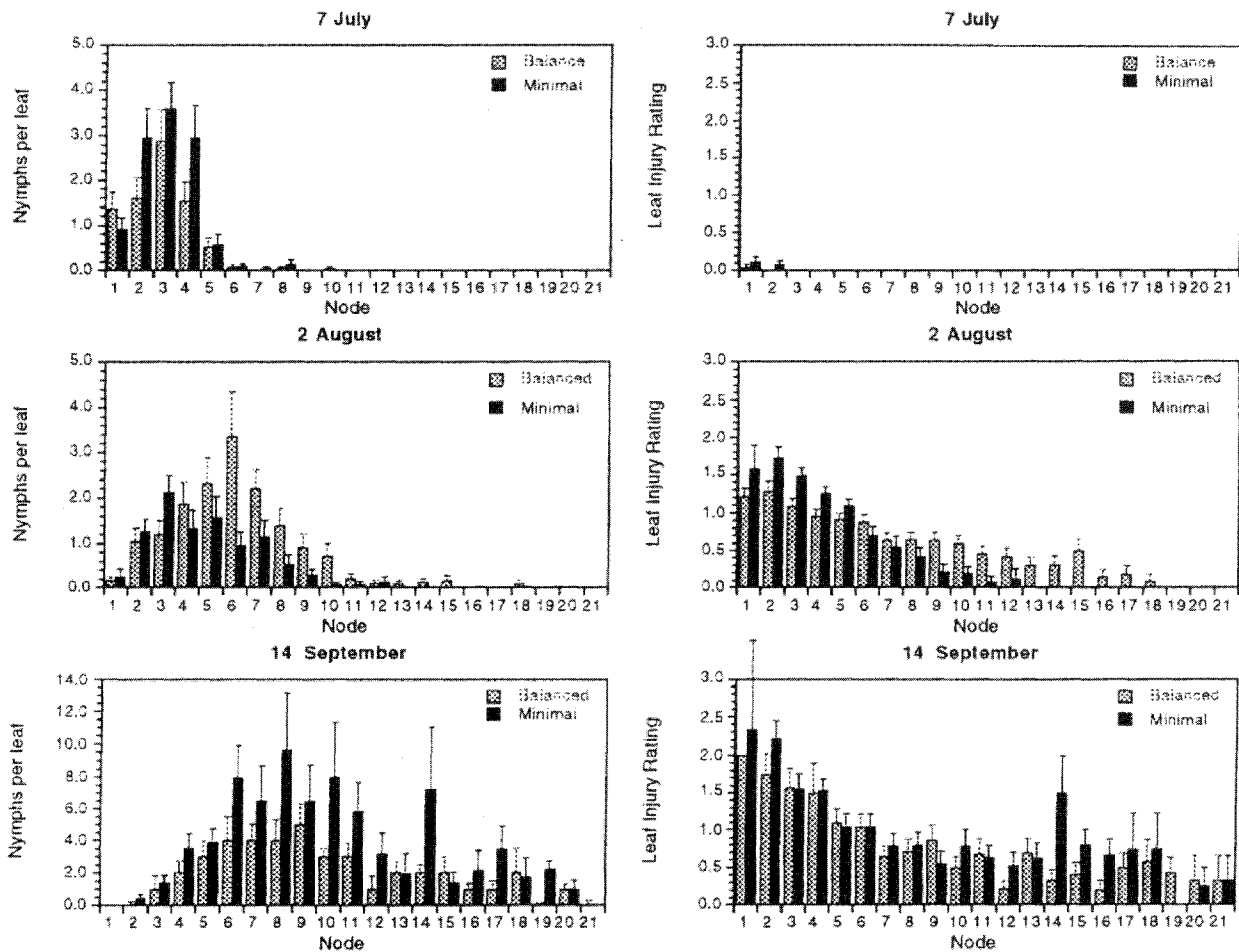 7 July
5.0
4.0
3.0
2.0
1.0
0.0
Nymphs per leaf
Balance
Minimal
1 2 3 4 5 6 7 8 9 10 11 12 13 14 15 16 17 18 19 20 21
Node
7 July
3.0
2.5
2.0
1.5
1.0
0.5
0.0
Leaf Injury Rating
Balance
Minimal
1 2 3 4 5 6 7 8 9 10 11 12 13 14 15 16 17 18 19 20 21
Node
2 August
5.0
4.0
3.0
2.0
1.0
0.0
Nymphs per leaf
Balanced
Minimal
1 2 3 4 5 6 7 8 9 10 11 12 13 14 15 16 17 18 19 20 21
Node
2 August
3.0
2.5
2.0
1.5
1.0
0.5
0.0
Leaf Injury Rating
Balanced
Minimal
1 2 3 4 5 6 7 8 9 10 11 12 13 14 15 16 17 18 19 20 21
Node
14 September
14.0
12.0
10.0
8.0
6.0
4.0
2.0
0.0
Nymphs per leaf
Balanced
Minimal
1 2 3 4 5 6 7 8 9 10 11 12 13 14 15 16 17 18 19 20 21
Node
14 September
3.0
2.5
2.0
1.5
1.0
0.5
0.0
Leaf Injury Rating
Balanced
Minimal
1 2 3 4 5 6 7 8 9 10 11 12 13 14 15 16 17 18 19 20 21
Node